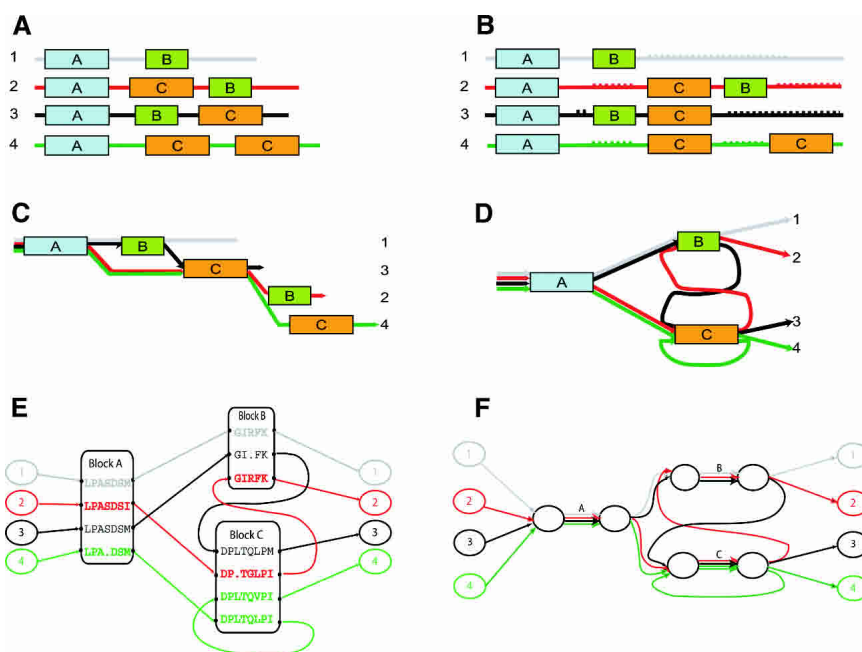 A
1 A B
2 A C B
3 A B C
4 A C C
B
1 A B
2 A C B
3 A B C
4 A C C
C
A B 1
C 3
B 2
C 4
D
A
B
C
1
2
3
4
E
1
2
3
4
Block A
LPASDSM
LPASDSI
LPASDSM
LPA.DSM
Block B
GIRFK
GI.FK
GIRFK
Block C
DPLTQLPM
DP.TGLPI
DPLTQVPI
DPLTQLPI
1
2
3
4
F
1
2
3
4
A
B
C
1
2
3
4